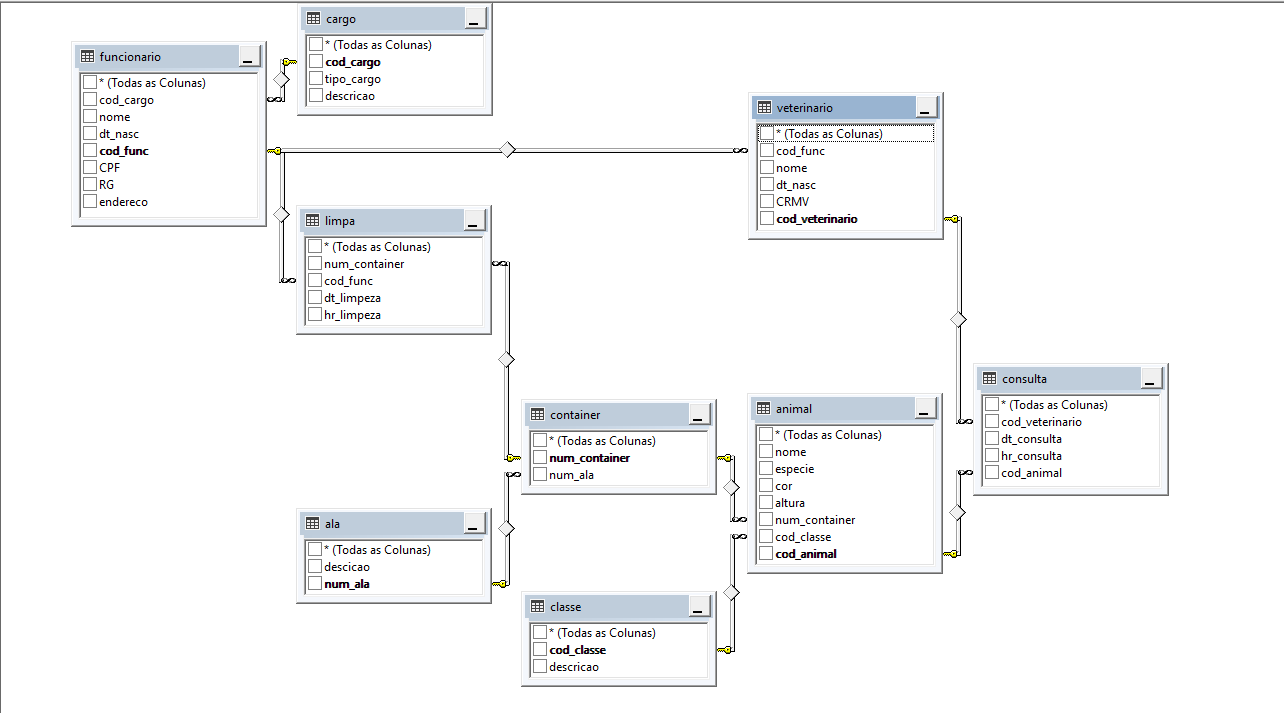 cargo
* (Todas as Colunas)
cod_cargo
tipo_cargo
descricao
funcionario
* (Todas as Colunas)
cod_cargo
nome
dt_nasc
cod_func
CPF
RG
endereco
veterinario
* (Todas as Colunas)
cod_func
nome
dt_nasc
CRMV
cod_veterinario
limpa
* (Todas as Colunas)
num_container
cod_func
dt_limpeza
hr_limpeza
consulta
* (Todas as Colunas)
cod_veterinario
dt_consulta
hr_consulta
cod_animal
container
* (Todas as Colunas)
num_container
num_ala
animal
* (Todas as Colunas)
nome
especie
cor
altura
num_container
cod_classe
cod_animal
ala
* (Todas as Colunas)
descicao
num_ala
classe
* (Todas as Colunas)
cod_classe
descricao